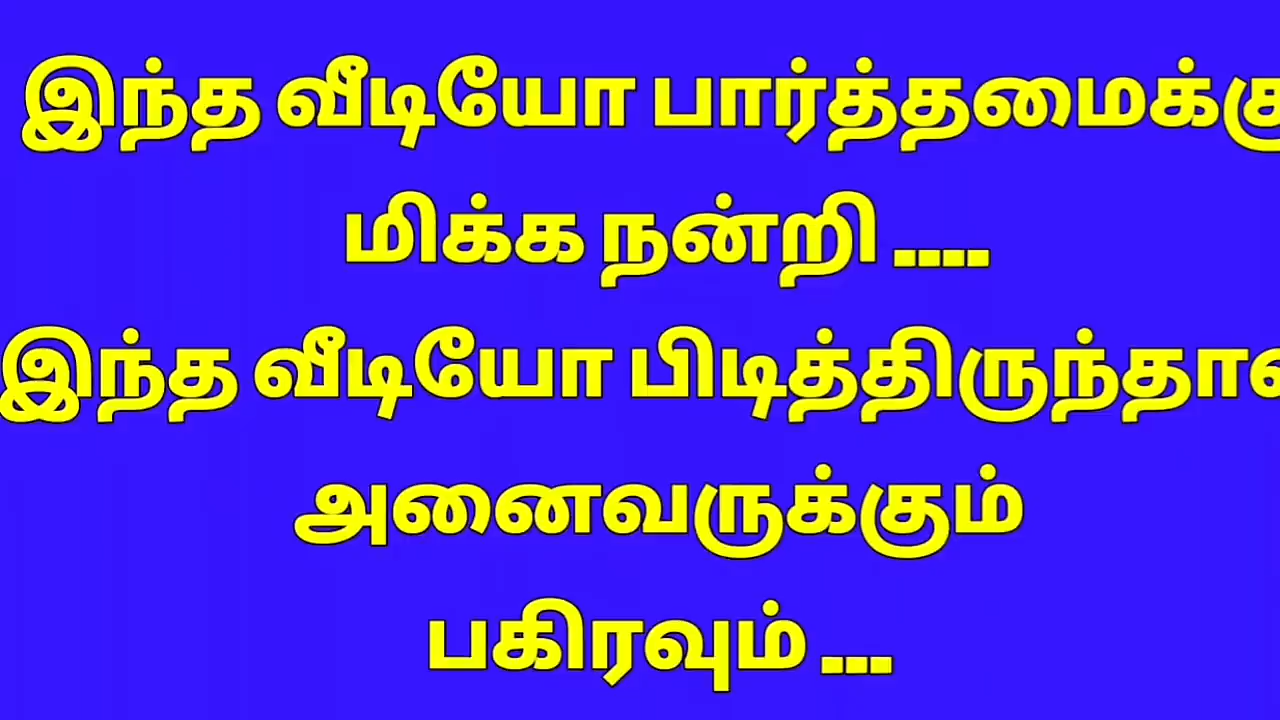 இந்த வீடியோ பார்த்தமைக்கு
மிக்க நன்றி ....
இந்த வீடியோ பிடித்திருந்தால்
அனைவருக்கும்
பகிரவும் ...